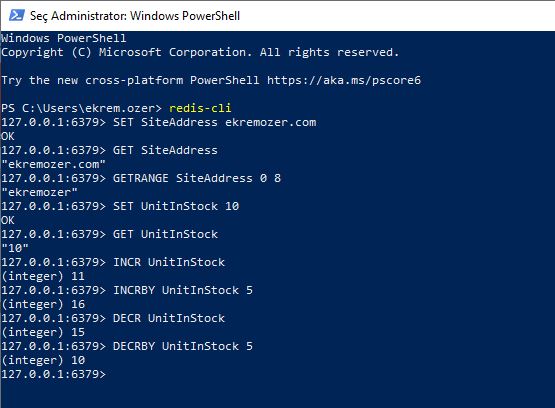 Seç Administrator: Windows PowerShell
Windows PowerShell
Copyright (C) Microsoft Corporation. All rights reserved.
Try the new cross-platform PowerShell https://aka.ms/pscore6
PS C:\Users\ekrem.ozer> redis-cli
127.0.0.1:6379> SET SiteAddress ekremozer.com
OK
127.0.0.1:6379> GET SiteAddress
"ekremozer.com"
127.0.0.1:6379> GETRANGE SiteAddress 0 8
"ekremozer"
127.0.0.1:6379> SET UnitInStock 10
OK
127.0.0.1:6379> GET UnitInStock
"10"
127.0.0.1:6379> INCR UnitInStock
(integer) 11
127.0.0.1:6379> INCRBY UnitInStock 5
(integer) 16
127.0.0.1:6379> DECR UnitInStock
(integer) 15
127.0.0.1:6379> DECRBY UnitInStock 5
(integer) 10
127.0.0.1:6379>